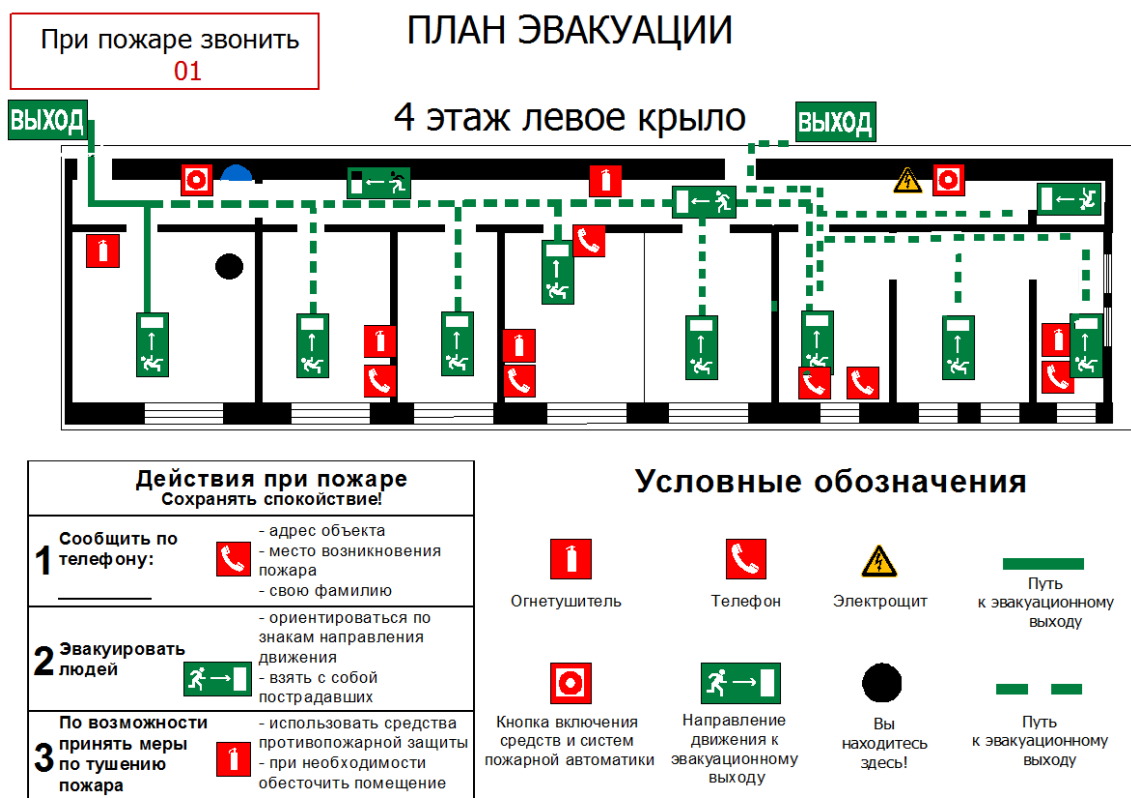 При пожаре звонить
01
ПЛАН ЭВАКУАЦИИ
4 этаж левое крыло
ВЫХОД
ВЫХОД
Действия при пожаре
Сохранять спокойствие!
1 Сообщить по
телефону:
- адрес объекта
- место возникновения
пожара
- свою фамилию
2 Эвакуировать
людей
- ориентироваться по
знакам направления
движения
- взять с собой
пострадавших
3 По возможности
принять меры
по тушению
пожара
- использовать средства
противопожарной защиты
- при необходимости
обесточить помещение
Условные обозначения
Огнетушитель
Телефон
Электрощит
Путь
к эвакуационному
выходу
Кнопка включения
средств и систем
пожарной автоматики
Направление
движения к
эвакуационному
выходу
Вы
находитесь
здесь!
Путь
к эвакуационному
выходу